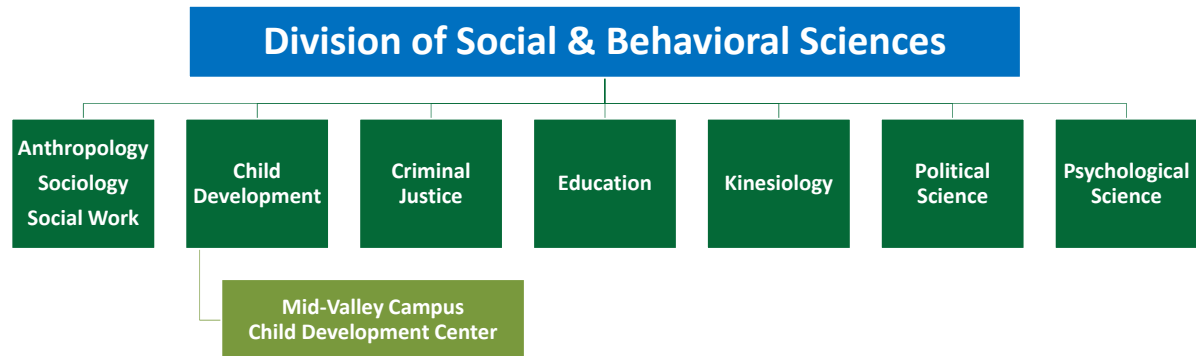 Division of Social & Behavioral Sciences
Anthropology
Sociology
Social Work
Child
Development
Criminal
Justice
Education
Kinesiology
Political
Science
Psychological
Science
Mid-Valley Campus
Child Development Center